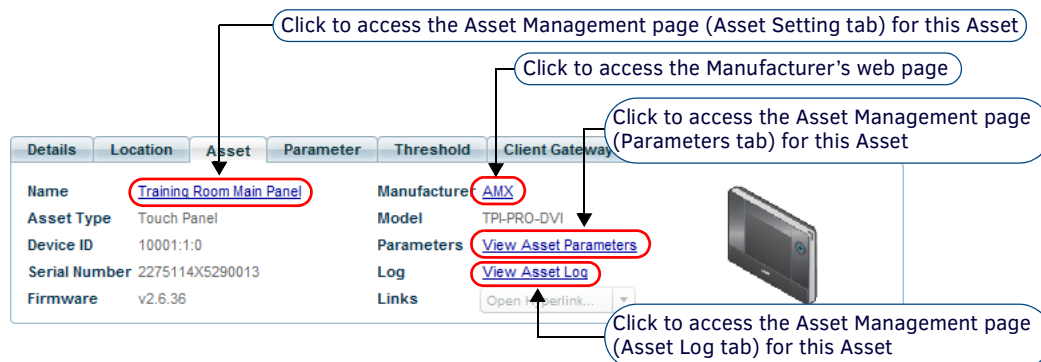 Click to access the Asset Management page (Asset Setting tab) for this Asset
Click to access the Manufacturer's web page
Click to access the Asset Management page
(Parameters tab) for this Asset
Details Location Asset Parameter Threshold Client Gateway
Name Training Room Main Panel Manufacturer AMX
Asset Type Touch Panel Model TPI-PRO-DVI
Device ID 10001:1:0 Parameters View Asset Parameters
Serial Number 2275114X5290013 Log View Asset Log
Firmware v2.6.36 Links Open Hyperlink...
Click to access the Asset Management page
(Asset Log tab) for this Asset